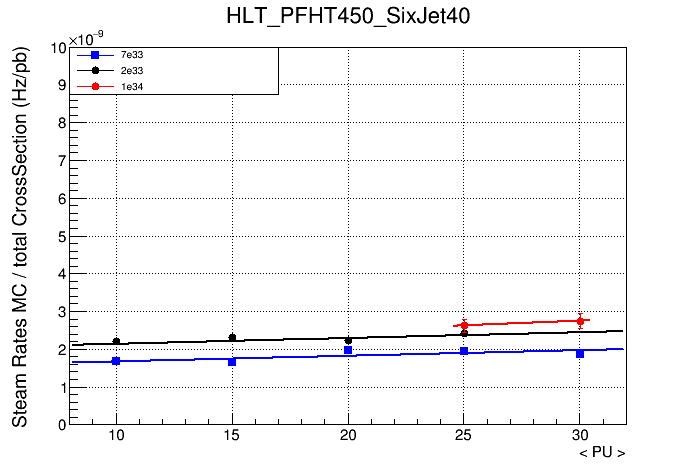 HLT_PFHT450_SixJet40
×10⁻⁹
Steam Rates MC / total CrossSection (Hz/pb)
10
9
8
7
6
5
4
3
2
1
0
7e33
2e33
1e34
10 15 20 25 30
< PU >